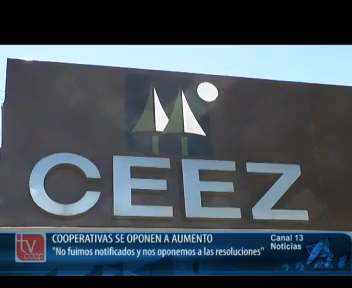 CEEZ
tv
coop
COOPERATIVAS SE OPONEN A AUMENTO
"No fuimos notificados y nos oponemos a las resoluciones"
Canal 13
Noticias